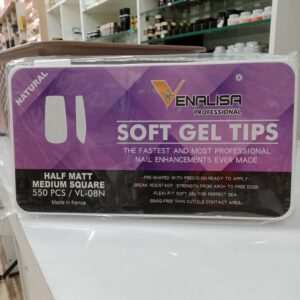 NATURAL
VENALISA
®
PROFESSIONAL
SOFT GEL TIPS
THE FASTEST AND MOST PROFESSIONAL
NAIL ENHANCEMENTS EVER MADE
HALF MATT
MEDIUM SQUARE
550 PCS / VL-08N
Made in france
-PRE-SHAPED WITH PRECISION READY TO APPLY-
-BREAK RESISTANT. STRENGTH FROM ARCH TO FREE EDGE-
-FLEXI-FIT SOFT GEL FOR PERFECT SEA-
-SNAG-FREE THIN CUTICLE CONTACT AREA-